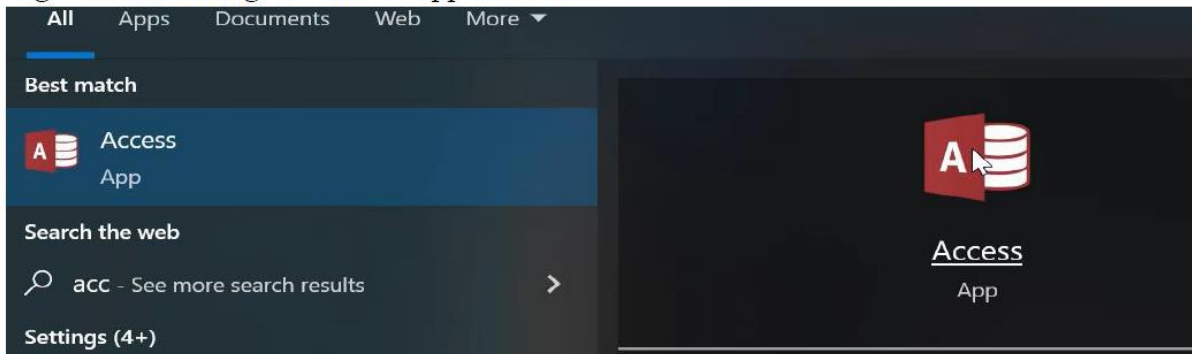 All Apps Documents Web More
Best match
Access
App
Search the web
acc - See more search results
Settings (4+)
A
A
Access
App